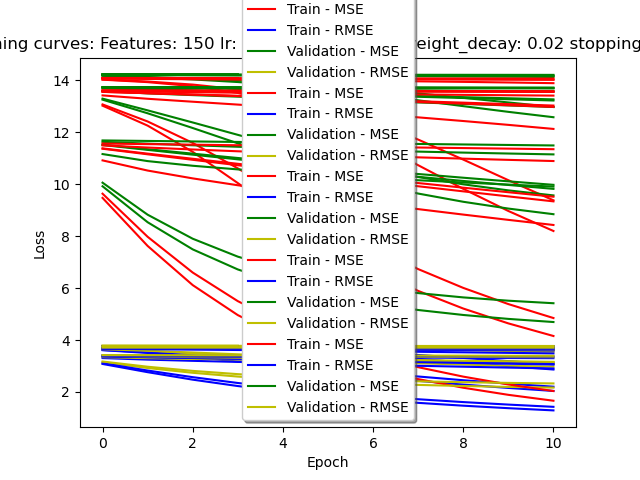 ning curves: Features: 150 lr: eight_decay: 0.02 stopping
Train - MSE
Train - RMSE
Validation - MSE
Validation - RMSE
Train - MSE
Train - RMSE
Validation - MSE
Validation - RMSE
Train - MSE
Train - RMSE
Validation - MSE
Validation - RMSE
Train - MSE
Train - RMSE
Validation - MSE
Validation - RMSE
Train - MSE
Train - RMSE
Validation - MSE
Validation - RMSE
Loss
14
12
10
8
6
4
2
0 2 4 6 8 10
Epoch